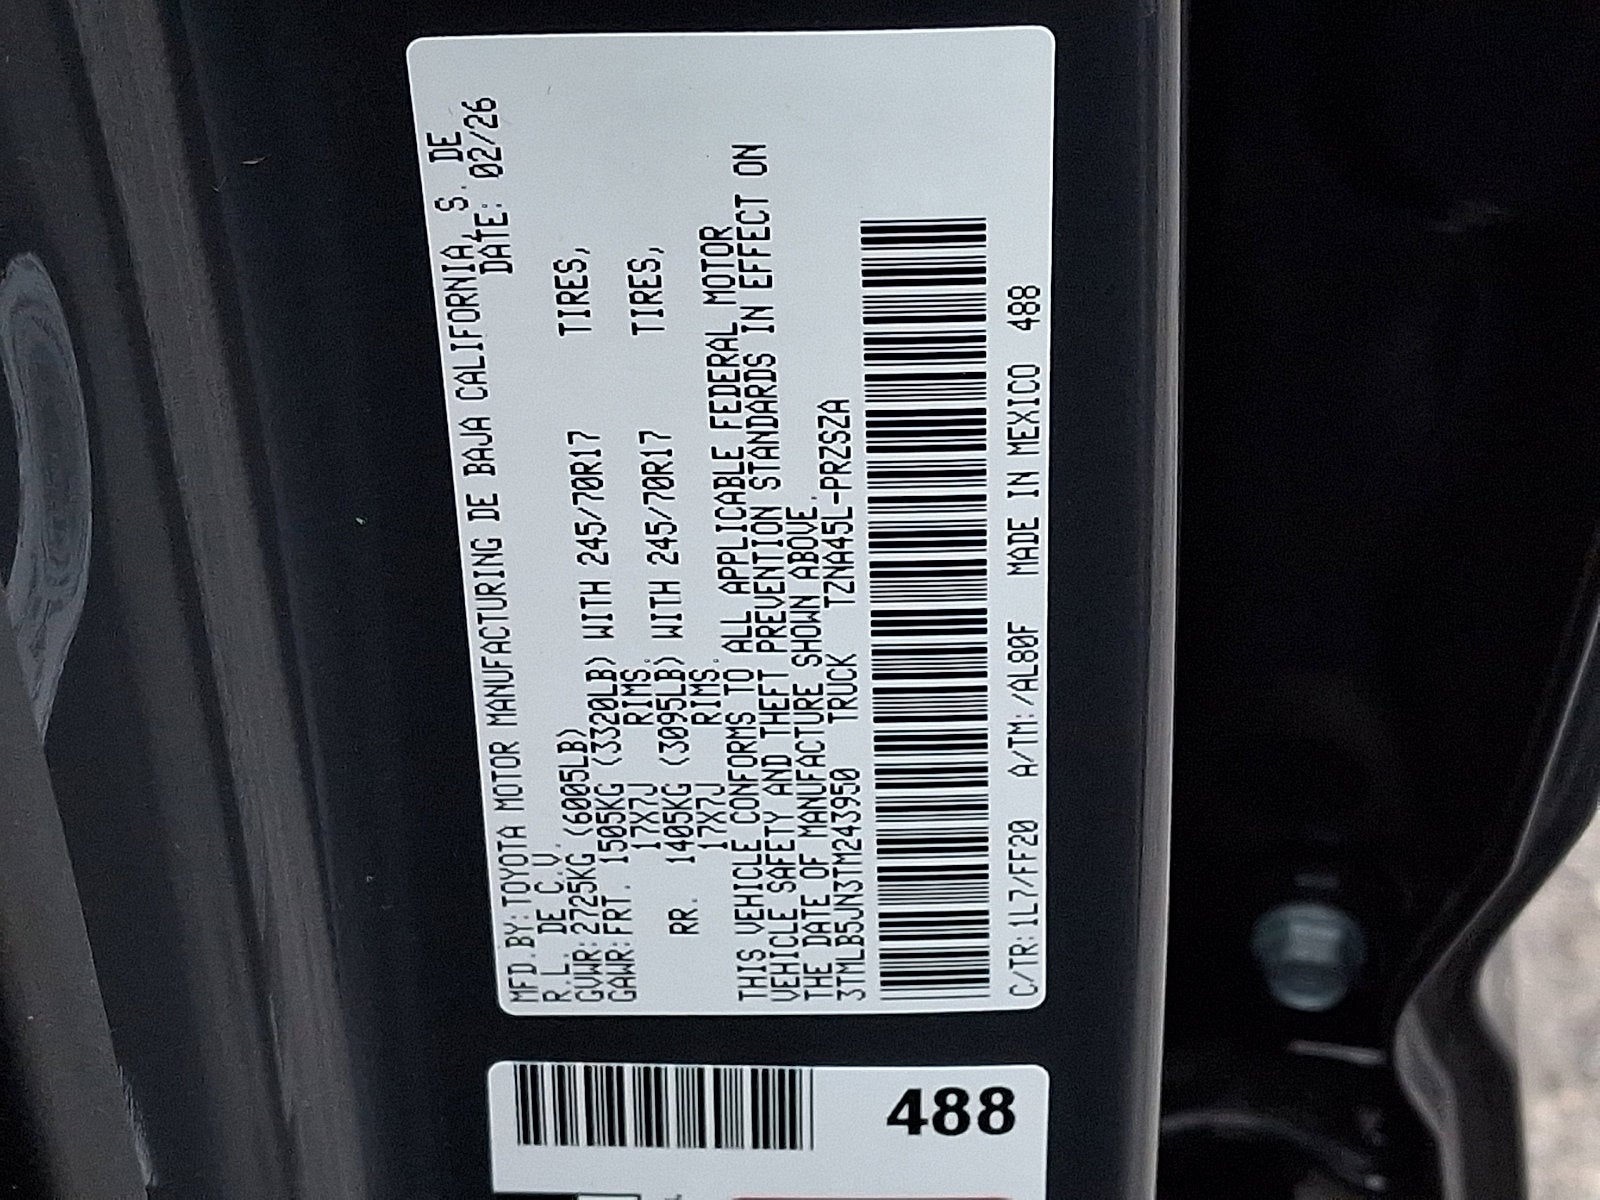 MFD.BY:TOYOTA MOTOR MANUFACTURING DE BAJA CALIFORNIA, S. DE
R.L. DE C.V. DATE: 02/26
GVWR:2725KG (6005LB)
GAWR:FRT. 1505KG (3320LB) WITH 245/70R17 TIRES,
17X7J RIMS.
RR. 1405KG (3095LB) WITH 245/70R17 TIRES,
17X7J RIMS.
THIS VEHICLE CONFORMS TO ALL APPLICABLE FEDERAL MOTOR
VEHICLE SAFETY AND THEFT PREVENTION STANDARDS IN EFFECT ON
THE DATE OF MANUFACTURE SHOWN ABOVE.
3TMLB5JN3TM243950 TRUCK TZNA45L-PRZSZA
C/TR:1L7/FF20 A/TM:/AL80F MADE IN MEXICO 488
488